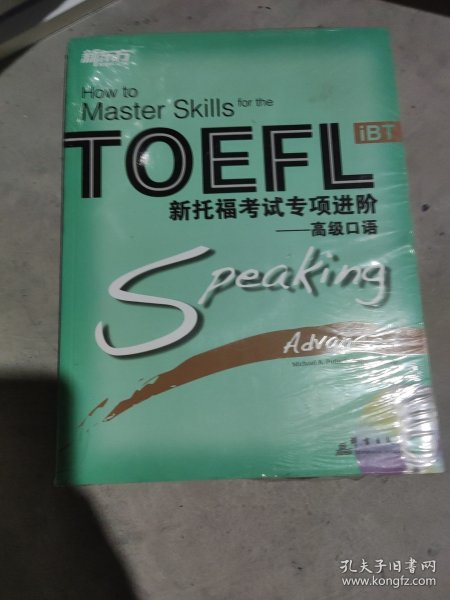 新东方
How to
Master Skills for the
TOEFL iBT
新托福考试专项进阶
——高级口语
Speaking
Michael A.
孔夫子旧书网
www.kongfz.com